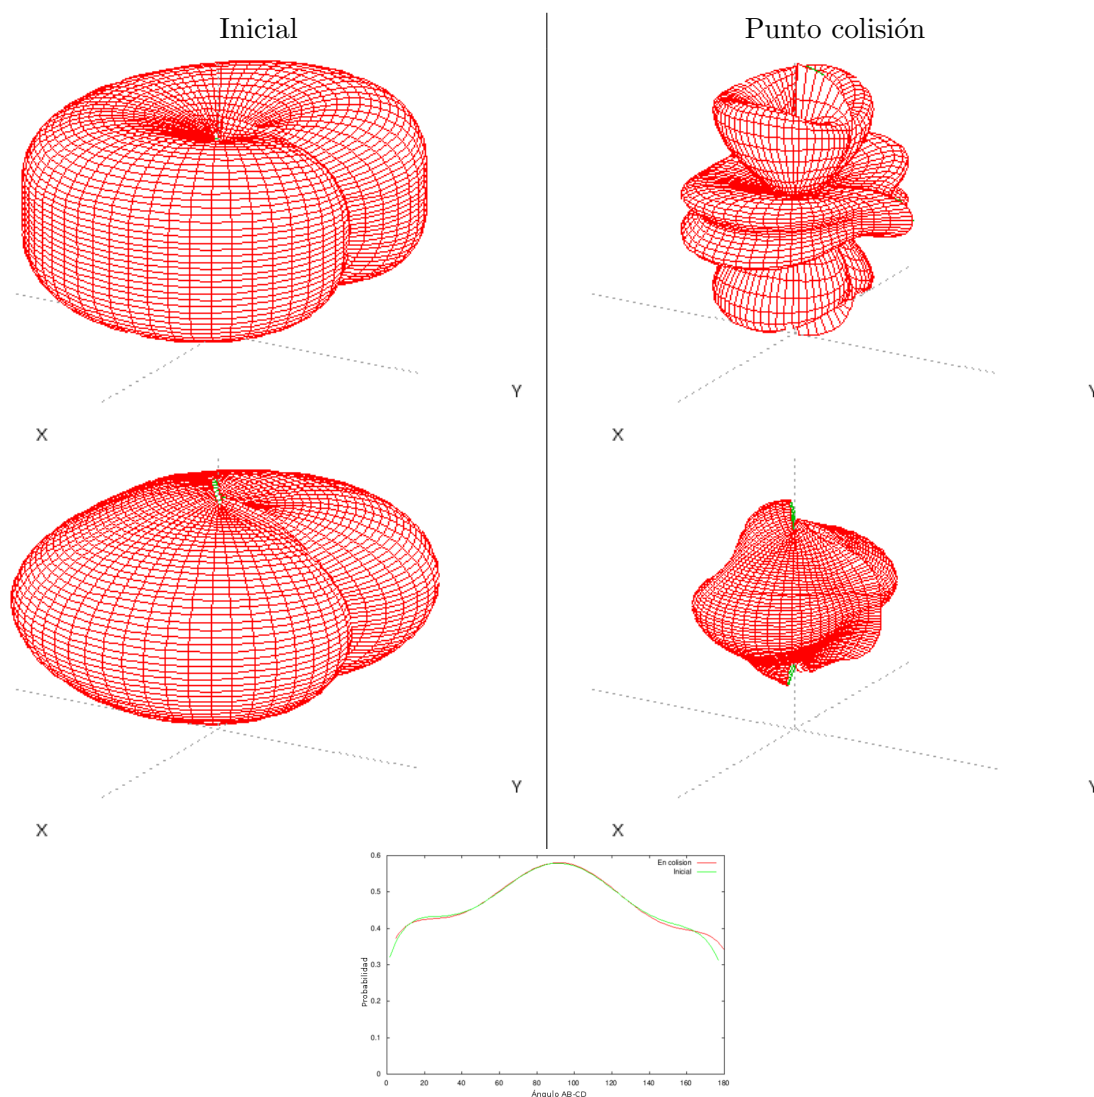 Inicial
Punto colisión
Y
X
Y
X
Y
X
Y
X
0.6
0.5
0.4
0.3
0.2
0.1
0
Probabilidad
En colision
Inicial
0 20 40 60 80 100 120 140 160 180
Ángulo AB-CD